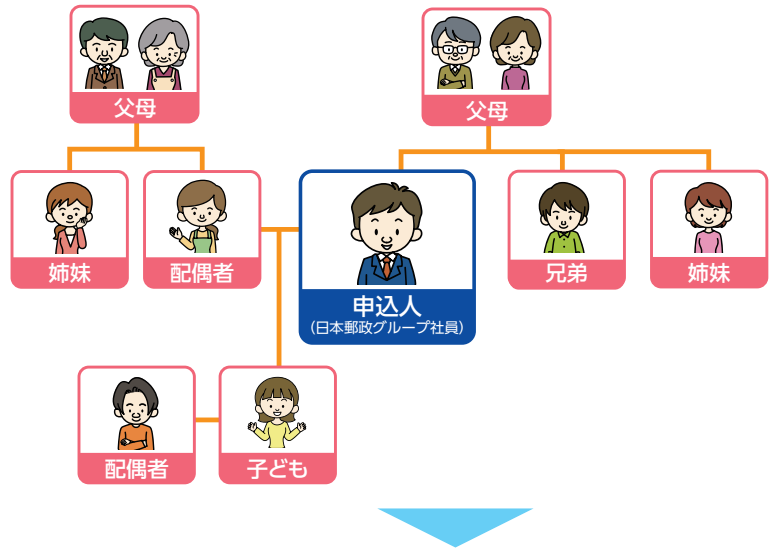 父母
父母
姉妹
配偶者
申込人
(日本郵政グループ社員)
兄弟
姉妹
配偶者
子ども